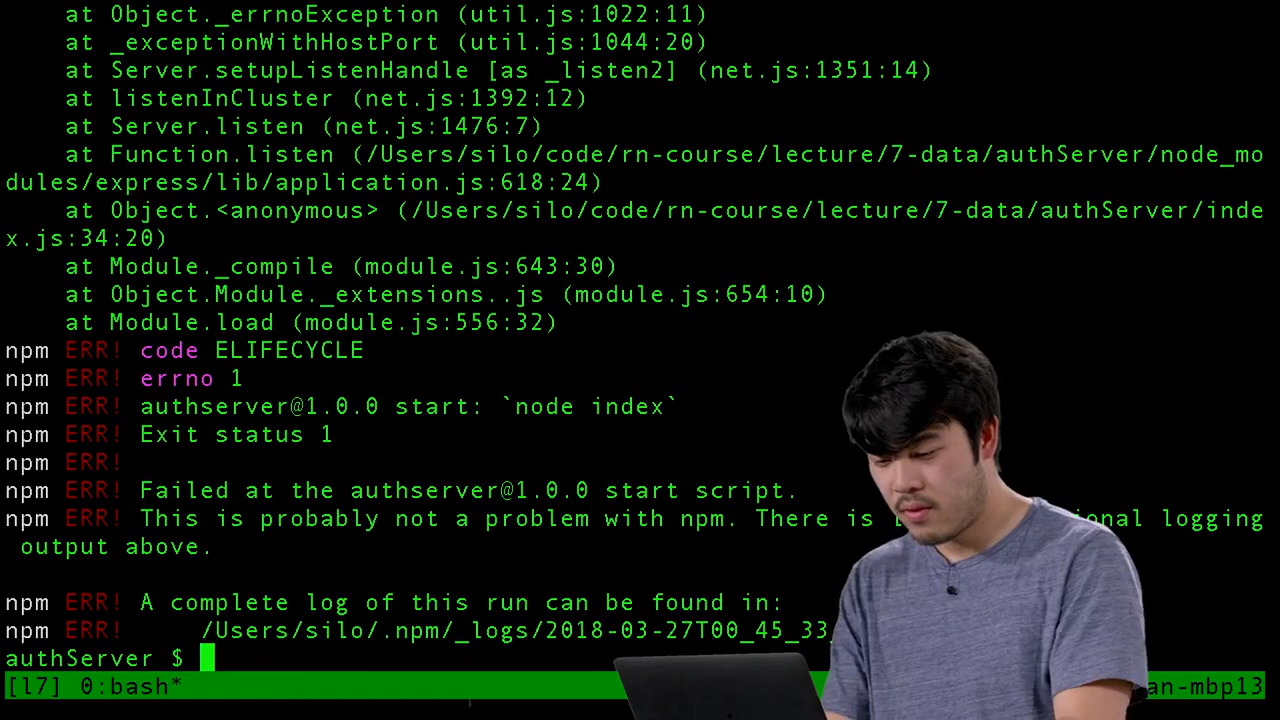 at Object._errnoException (util.js:1022:11)
at _exceptionWithHostPort (util.js:1044:20)
at Server.setupListenHandle [as _listen2] (net.js:1351:14)
at listenInCluster (net.js:1392:12)
at Server.listen (net.js:1476:7)
at Function.listen (/Users/silo/code/rn-course/lecture/7-data/authServer/node_mo
dules/express/lib/application.js:618:24)
at Object.<anonymous> (/Users/silo/code/rn-course/lecture/7-data/authServer/inde
x.js:34:20)
at Module._compile (module.js:643:30)
at Object.Module._extensions..js (module.js:654:10)
at Module.load (module.js:556:32)
npm ERR! code ELIFECYCLE
npm ERR! errno 1
npm ERR! authserver@1.0.0 start: `node index`
npm ERR! Exit status 1
npm ERR!
npm ERR! Failed at the authserver@1.0.0 start script.
npm ERR! This is probably not a problem with npm. There is logging
output above.
npm ERR! A complete log of this run can be found in:
npm ERR! /Users/silo/.npm/_logs/2018-03-27T00_45_33
authServer $
[l7] 0:bash* an-mbp13